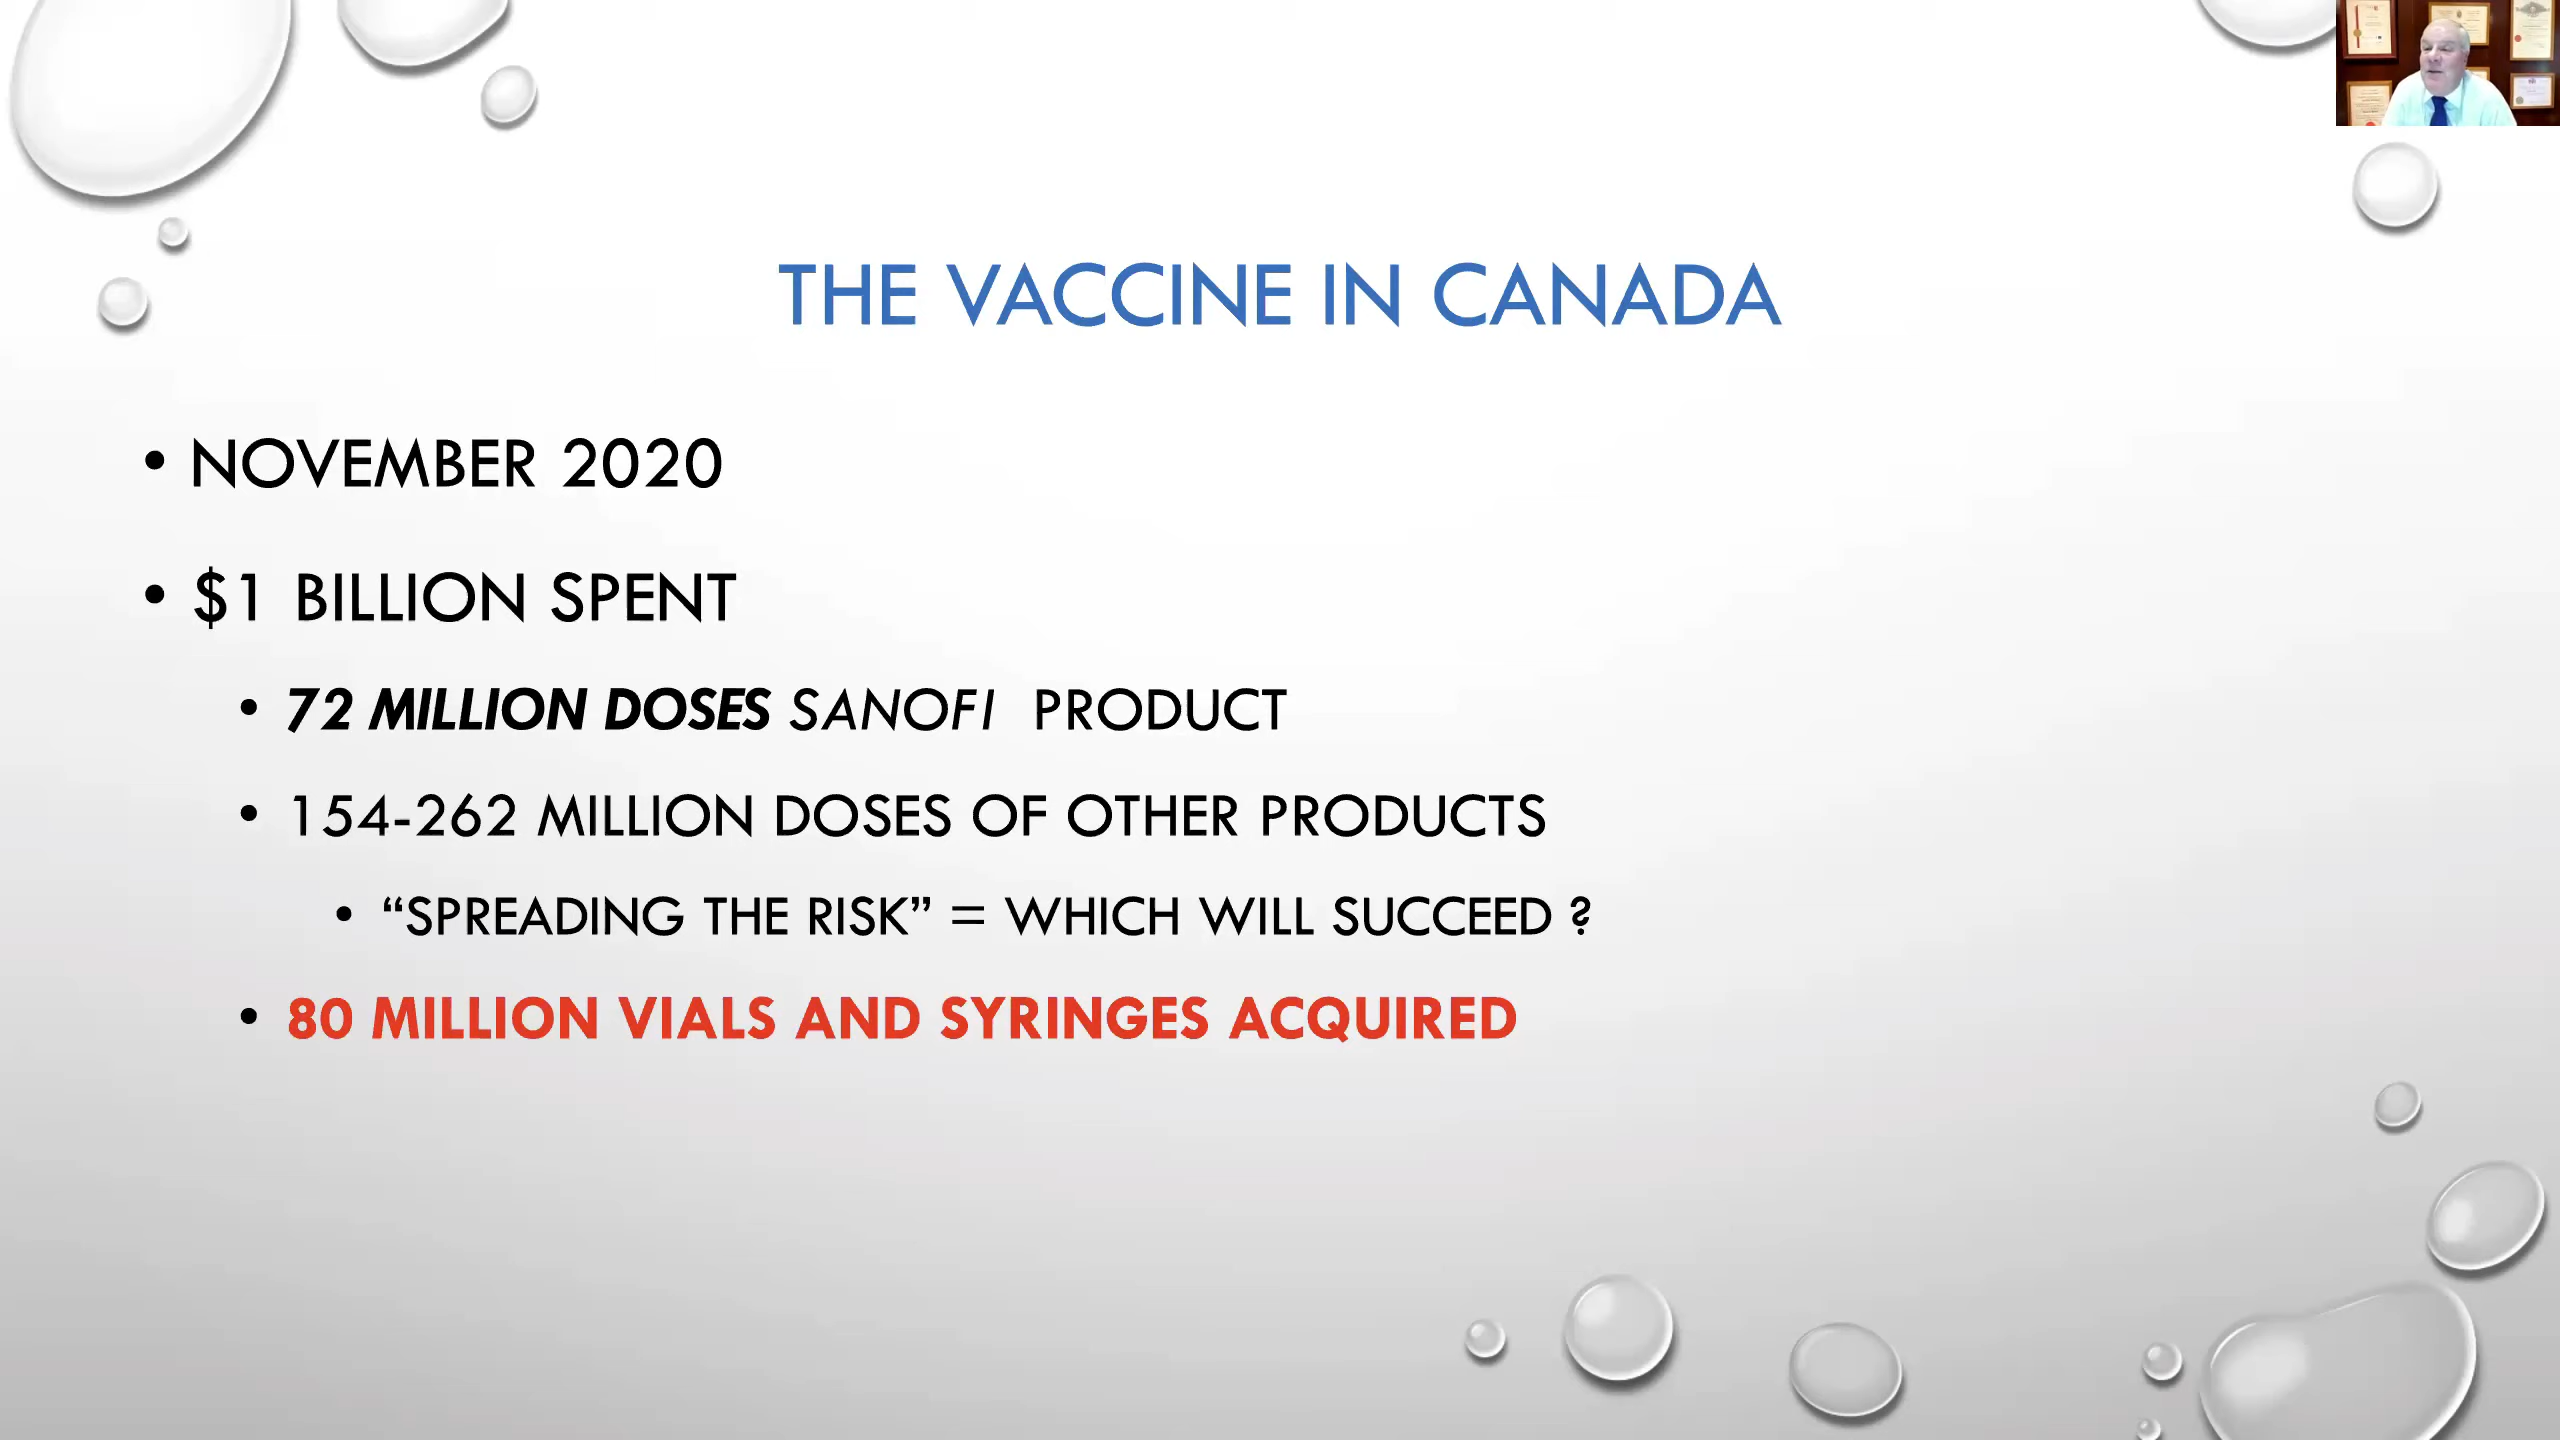 THE VACCINE IN CANADA
• NOVEMBER 2020
• $1 BILLION SPENT
• 72 MILLION DOSES SANOFI PRODUCT
• 154-262 MILLION DOSES OF OTHER PRODUCTS
• “SPREADING THE RISK” = WHICH WILL SUCCEED ?
• 80 MILLION VIALS AND SYRINGES ACQUIRED